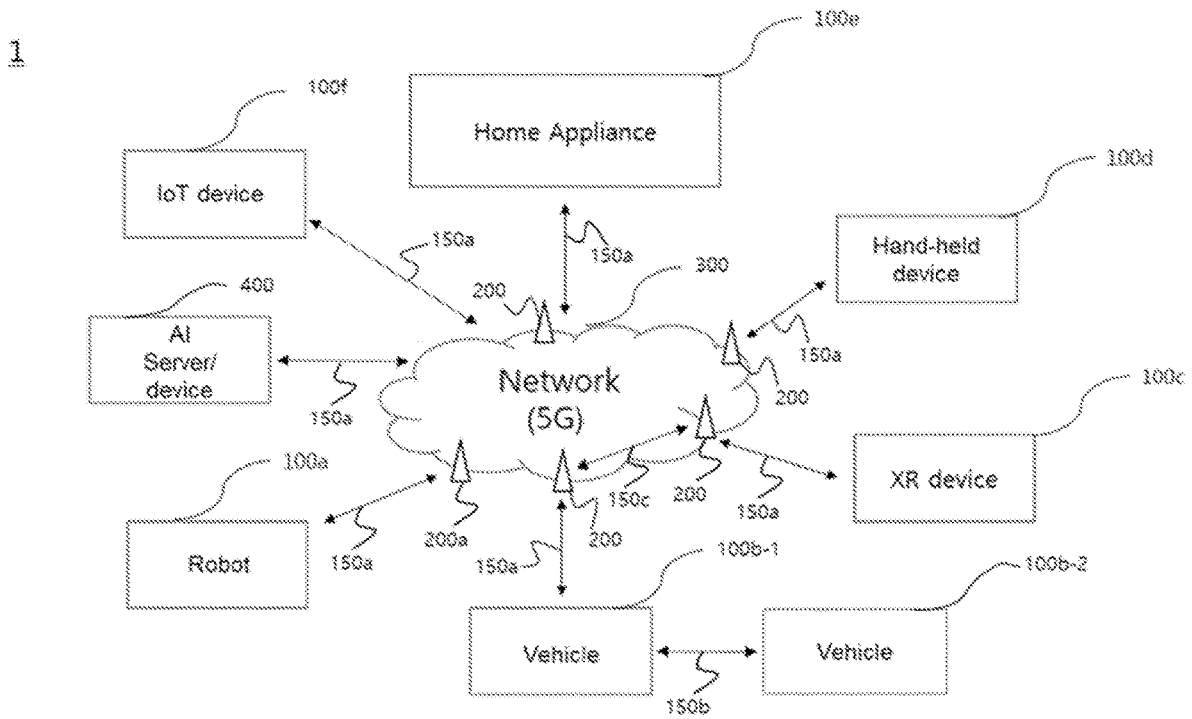 1
100e
100f
Home Appliance
100d
IoT device
Hand-held
device
150a
150a
300
400
200
AI
Server/
device
150a
150a
Network
(5G)
200
100c
100a
XR device
150c
200
150a
Robot
150a
200a
200
150a
100b-1
100b-2
Vehicle
Vehicle
150b